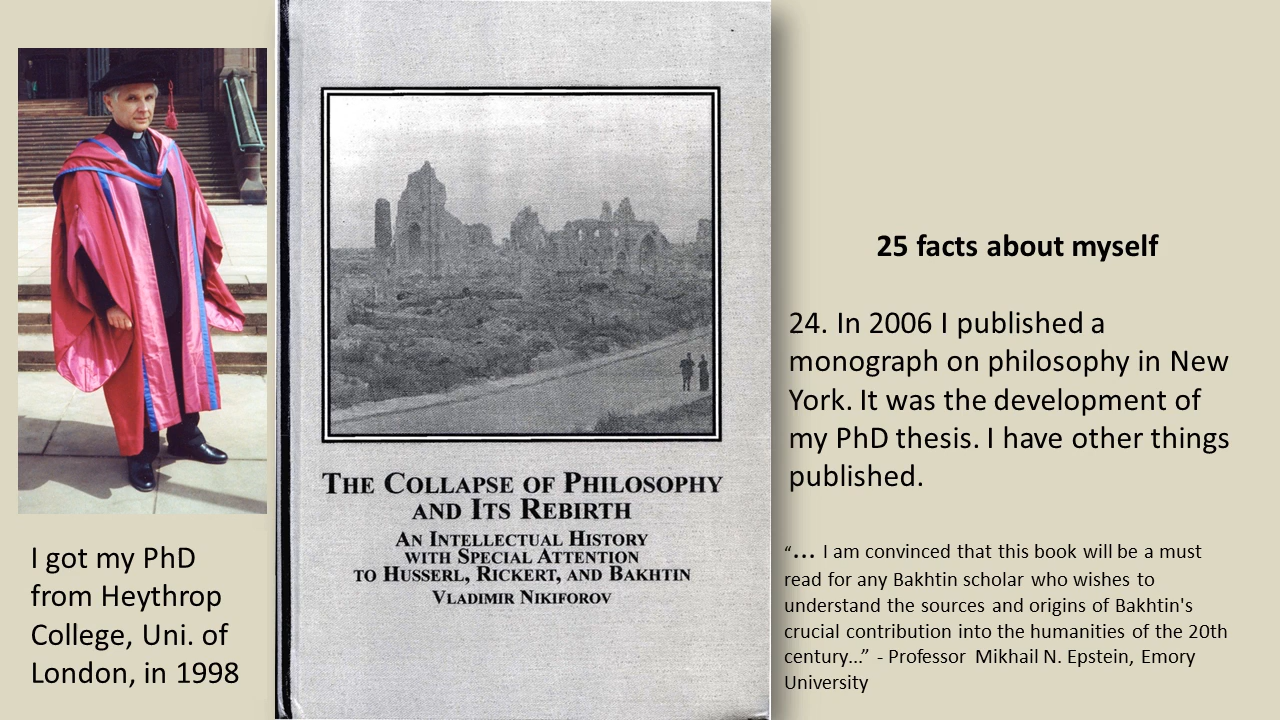 I got my PhD
from Heythrop
College, Uni. of
London, in 1998
The Collapse of Philosophy
and Its Rebirth
An Intellectual History
with Special Attention
to Husserl, Rickert, and Bakhtin
Vladimir Nikiforov
25 facts about myself
24. In 2006 I published a
monograph on philosophy in New
York. It was the development of
my PhD thesis. I have other things
published.
“… I am convinced that this book will be a must
read for any Bakhtin scholar who wishes to
understand the sources and origins of Bakhtin's
crucial contribution into the humanities of the 20th
century...” - Professor Mikhail N. Epstein, Emory
University